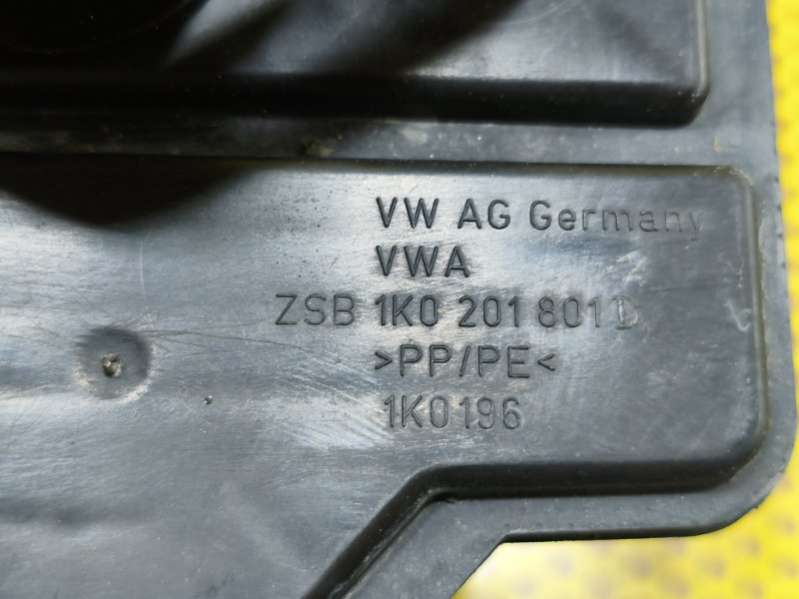 VW AG Germany
VWA
ZSB 1K0 201 801 D
>PP/PE<
1K0196